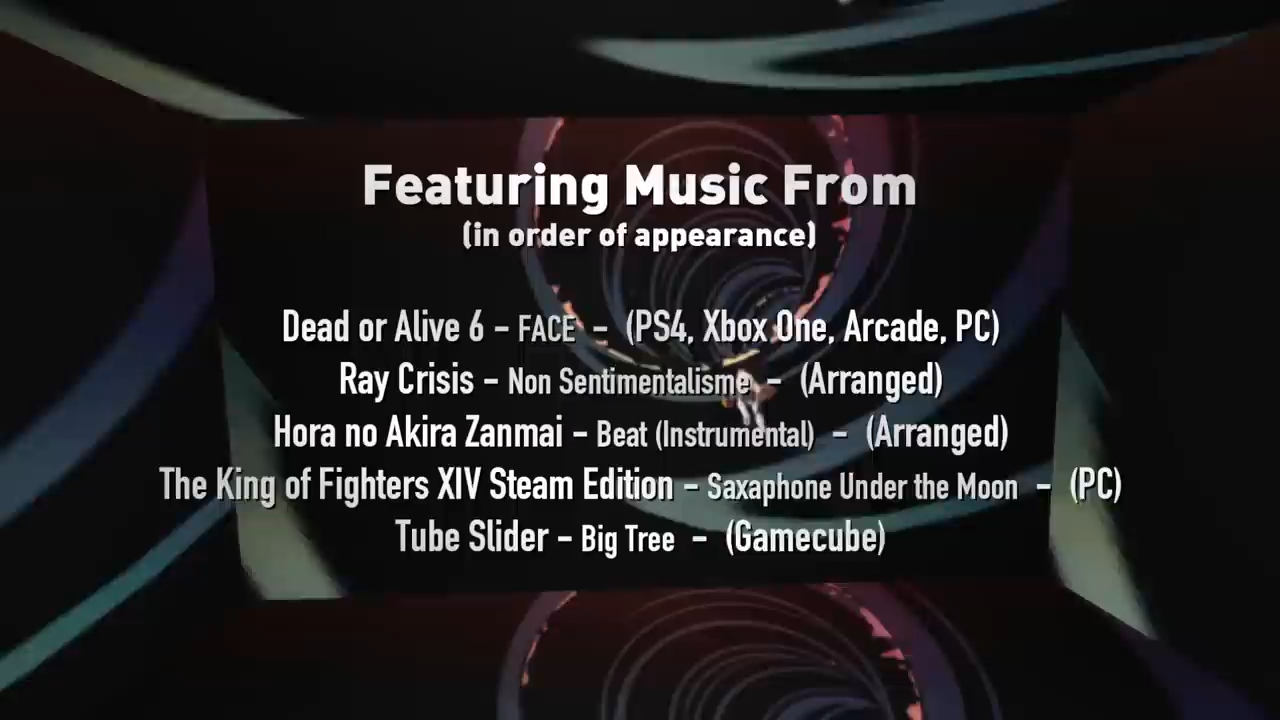 Featuring Music From
(in order of appearance)
Dead or Alive 6 – FACE – (PS4, Xbox One, Arcade, PC)
Ray Crisis – Non Sentimentalisme – (Arranged)
Hora no Akira Zanmai – Beat (Instrumental) – (Arranged)
The King of Fighters XIV Steam Edition – Saxaphone Under the Moon – (PC)
Tube Slider – Big Tree – (Gamecube)